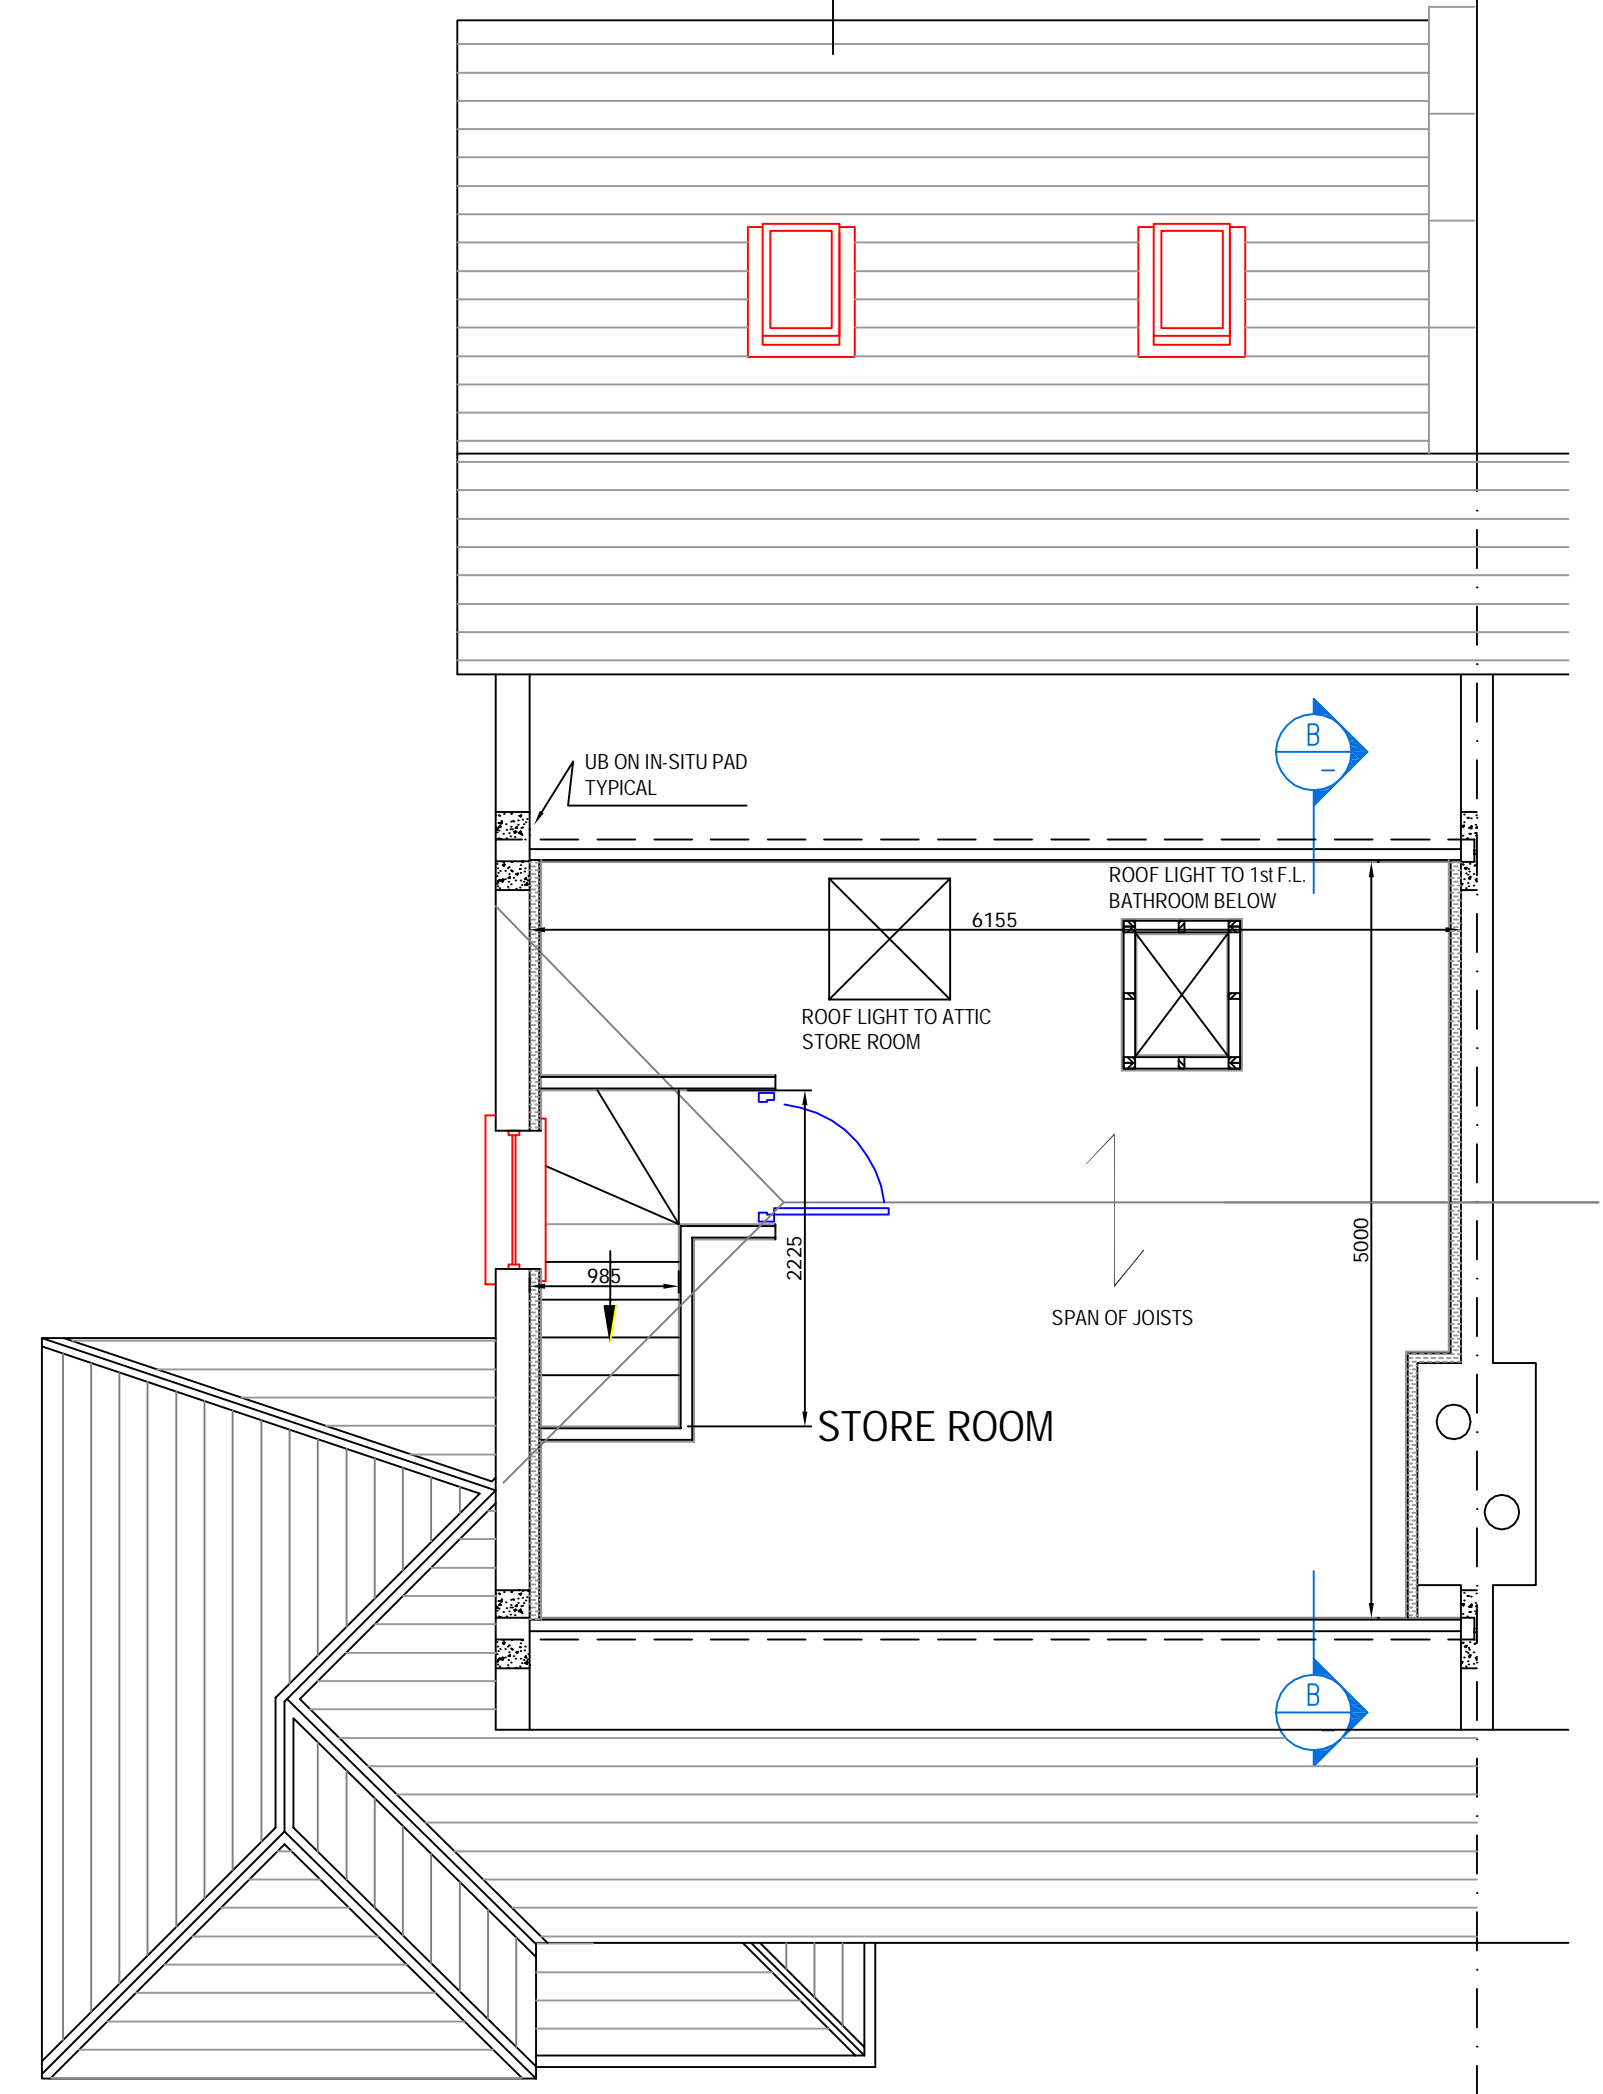 UB ON IN-SITU PAD
TYPICAL
B
–
ROOF LIGHT TO 1st F.L.
BATHROOM BELOW
6155
ROOF LIGHT TO ATTIC
STORE ROOM
2225
5000
985
SPAN OF JOISTS
STORE ROOM
B
–